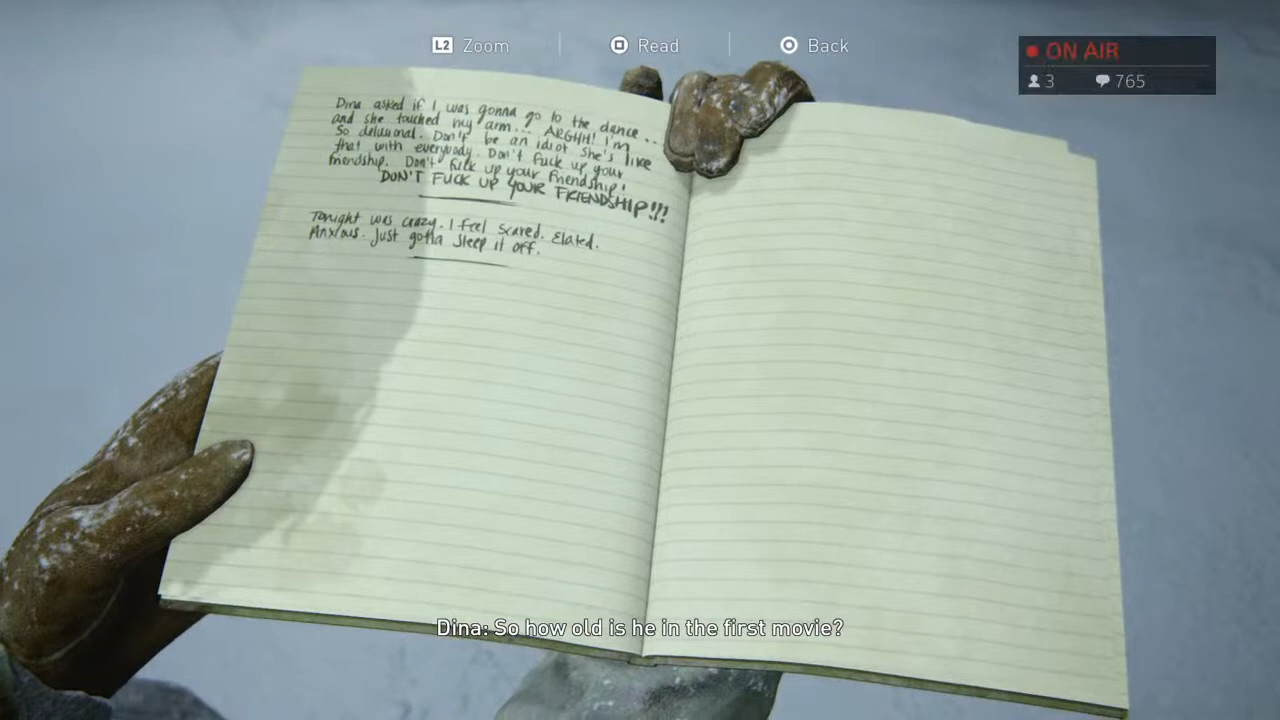 L2 Zoom
Read
Back
ON AIR
3
765
Dina asked if I was gonna go to the dance...
and she touched my arm... ARGHH! I'm
so delusional. Don't be an idiot she's like
that with everybody. Don't fuck up your
friendship. Don't fuck up your friendship!
DON'T FUCK UP YOUR FRIENDSHIP!!!
Tonight was crazy. I feel scared. Elated.
Anxious. Just gotta sleep it off.
Dina: So how old is he in the first movie?